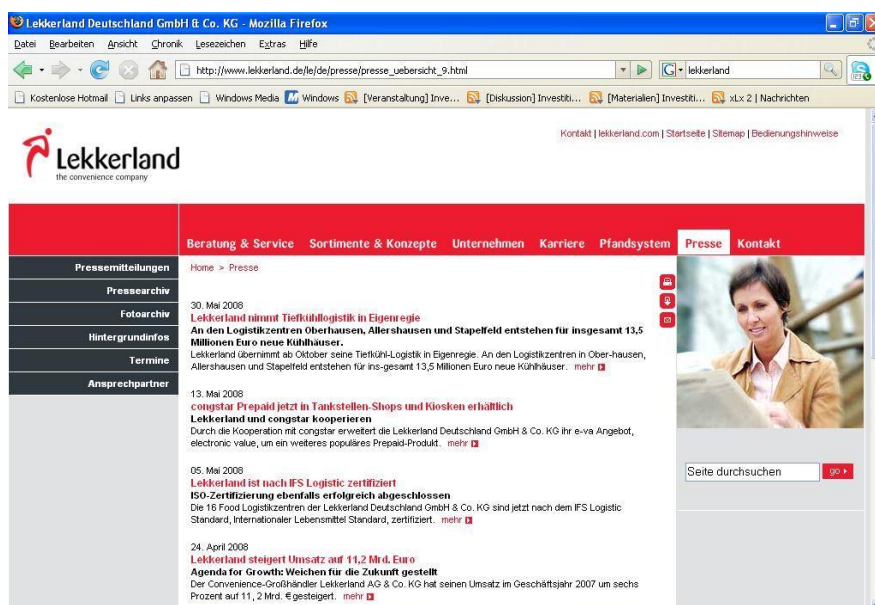 Lekkerland Deutschland GmbH & Co. KG - Mozilla Firefox
Datei Bearbeiten Ansicht Chronik Lesezeichen Extras Hilfe
http://www.lekkerland.de/le/de/presse/presse_uebersicht_9.html
lekkerland
Kostenlose Hotmail Links anpassen Windows Media Windows [Veranstaltung] Inve... [Diskussion] Investiti... [Materialien] Investiti... xLx 2 | Nachrichten
Kontakt | lekkerland.com | Startseite | Sitemap | Bedienungshinweise
Lekkerland
the convenience company
Beratung & Service Sortimente & Konzepte Unternehmen Karriere Pfandsystem Presse Kontakt
Pressemitteilungen
Pressearchiv
Fotoarchiv
Hintergrundinfos
Termine
Ansprechpartner
Home > Presse
30. Mai 2008
Lekkerland nimmt Tiefkühllogistik in Eigenregie
An den Logistikzentren Oberhausen, Allershausen und Stapelfeld entstehen für insgesamt 13,5
Millionen Euro neue Kühlhäuser.
Lekkerland übernimmt ab Oktober seine Tiefkühl-Logistik in Eigenregie. An den Logistikzentren in Ober-hausen,
Allershausen und Stapelfeld entstehen für ins-gesamt 13,5 Millionen Euro neue Kühlhäuser. mehr
13. Mai 2008
congstar Prepaid jetzt in Tankstellen-Shops und Kiosken erhältlich
Lekkerland und congstar kooperieren
Durch die Kooperation mit congstar erweitert die Lekkerland Deutschland GmbH & Co. KG ihr e-va Angebot,
electronic value, um ein weiteres populäres Prepaid-Produkt. mehr
05. Mai 2008
Lekkerland ist nach IFS Logistic zertifiziert
ISO-Zertifizierung ebenfalls erfolgreich abgeschlossen
Die 16 Food Logistikzentren der Lekkerland Deutschland GmbH & Co. KG sind jetzt nach dem IFS Logistic
Standard, Internationaler Lebensmittel Standard, zertifiziert. mehr
24. April 2008
Lekkerland steigert Umsatz auf 11,2 Mrd. Euro
Agenda for Growth: Weichen für die Zukunft gestellt
Der Convenience-Großhändler Lekkerland AG & Co. KG hat seinen Umsatz im Geschäftsjahr 2007 um sechs
Prozent auf 11, 2 Mrd. € gesteigert. mehr
Seite durchsuchen go